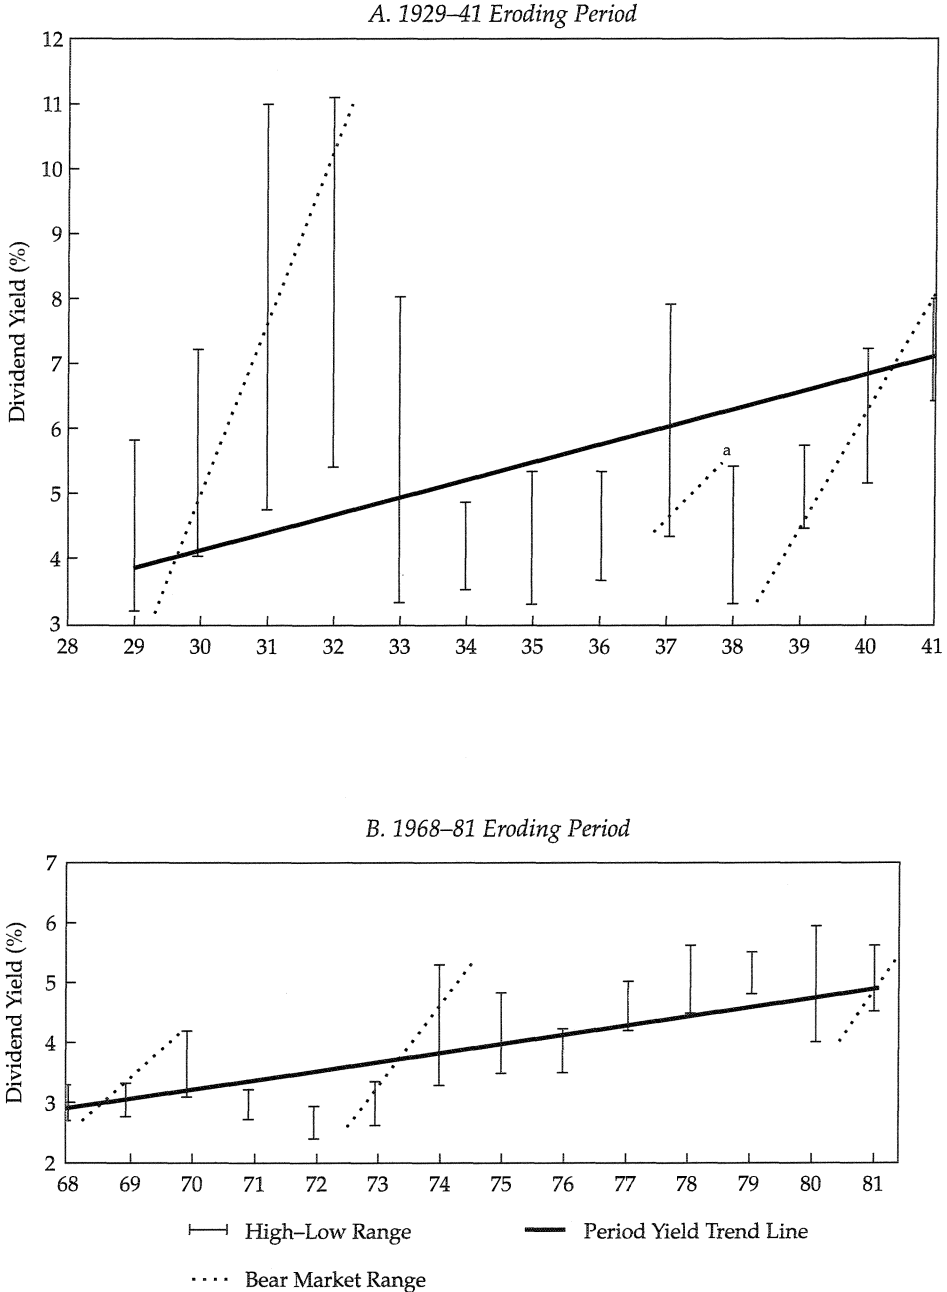 A. 1929–41 Eroding Period
12
11
10
9
8
7
6
5
4
3
Dividend Yield (%)
a
28 29 30 31 32 33 34 35 36 37 38 39 40 41
B. 1968–81 Eroding Period
7
6
5
4
3
2
Dividend Yield (%)
68 69 70 71 72 73 74 75 76 77 78 79 80 81
High–Low Range
Period Yield Trend Line
Bear Market Range